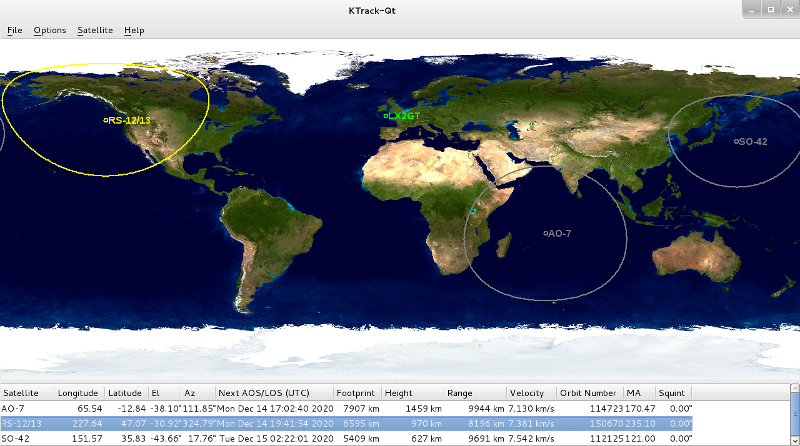 KTrack-Qt
File Options Satellite Help
RS-12/13
LX2GT
SO-42
AO-7
Satellite Longitude Latitude El Az Next AOS/LOS (UTC) Footprint Height Range Velocity Orbit Number MA Squint
AO-7 65.54 -12.84 -38.10° 111.85° Mon Dec 14 17:02:40 2020 7907 km 1459 km 9944 km 7.130 km/s 114723 170.47 0.00°
RS-12/13 227.64 47.07 -30.92° 324.79° Mon Dec 14 19:41:54 2020 6595 km 970 km 8196 km 7.381 km/s 150670 235.10 0.00°
SO-42 151.57 35.83 -43.66° 17.76° Tue Dec 15 02:22:01 2020 5409 km 627 km 9691 km 7.542 km/s 112125 121.00 0.00°